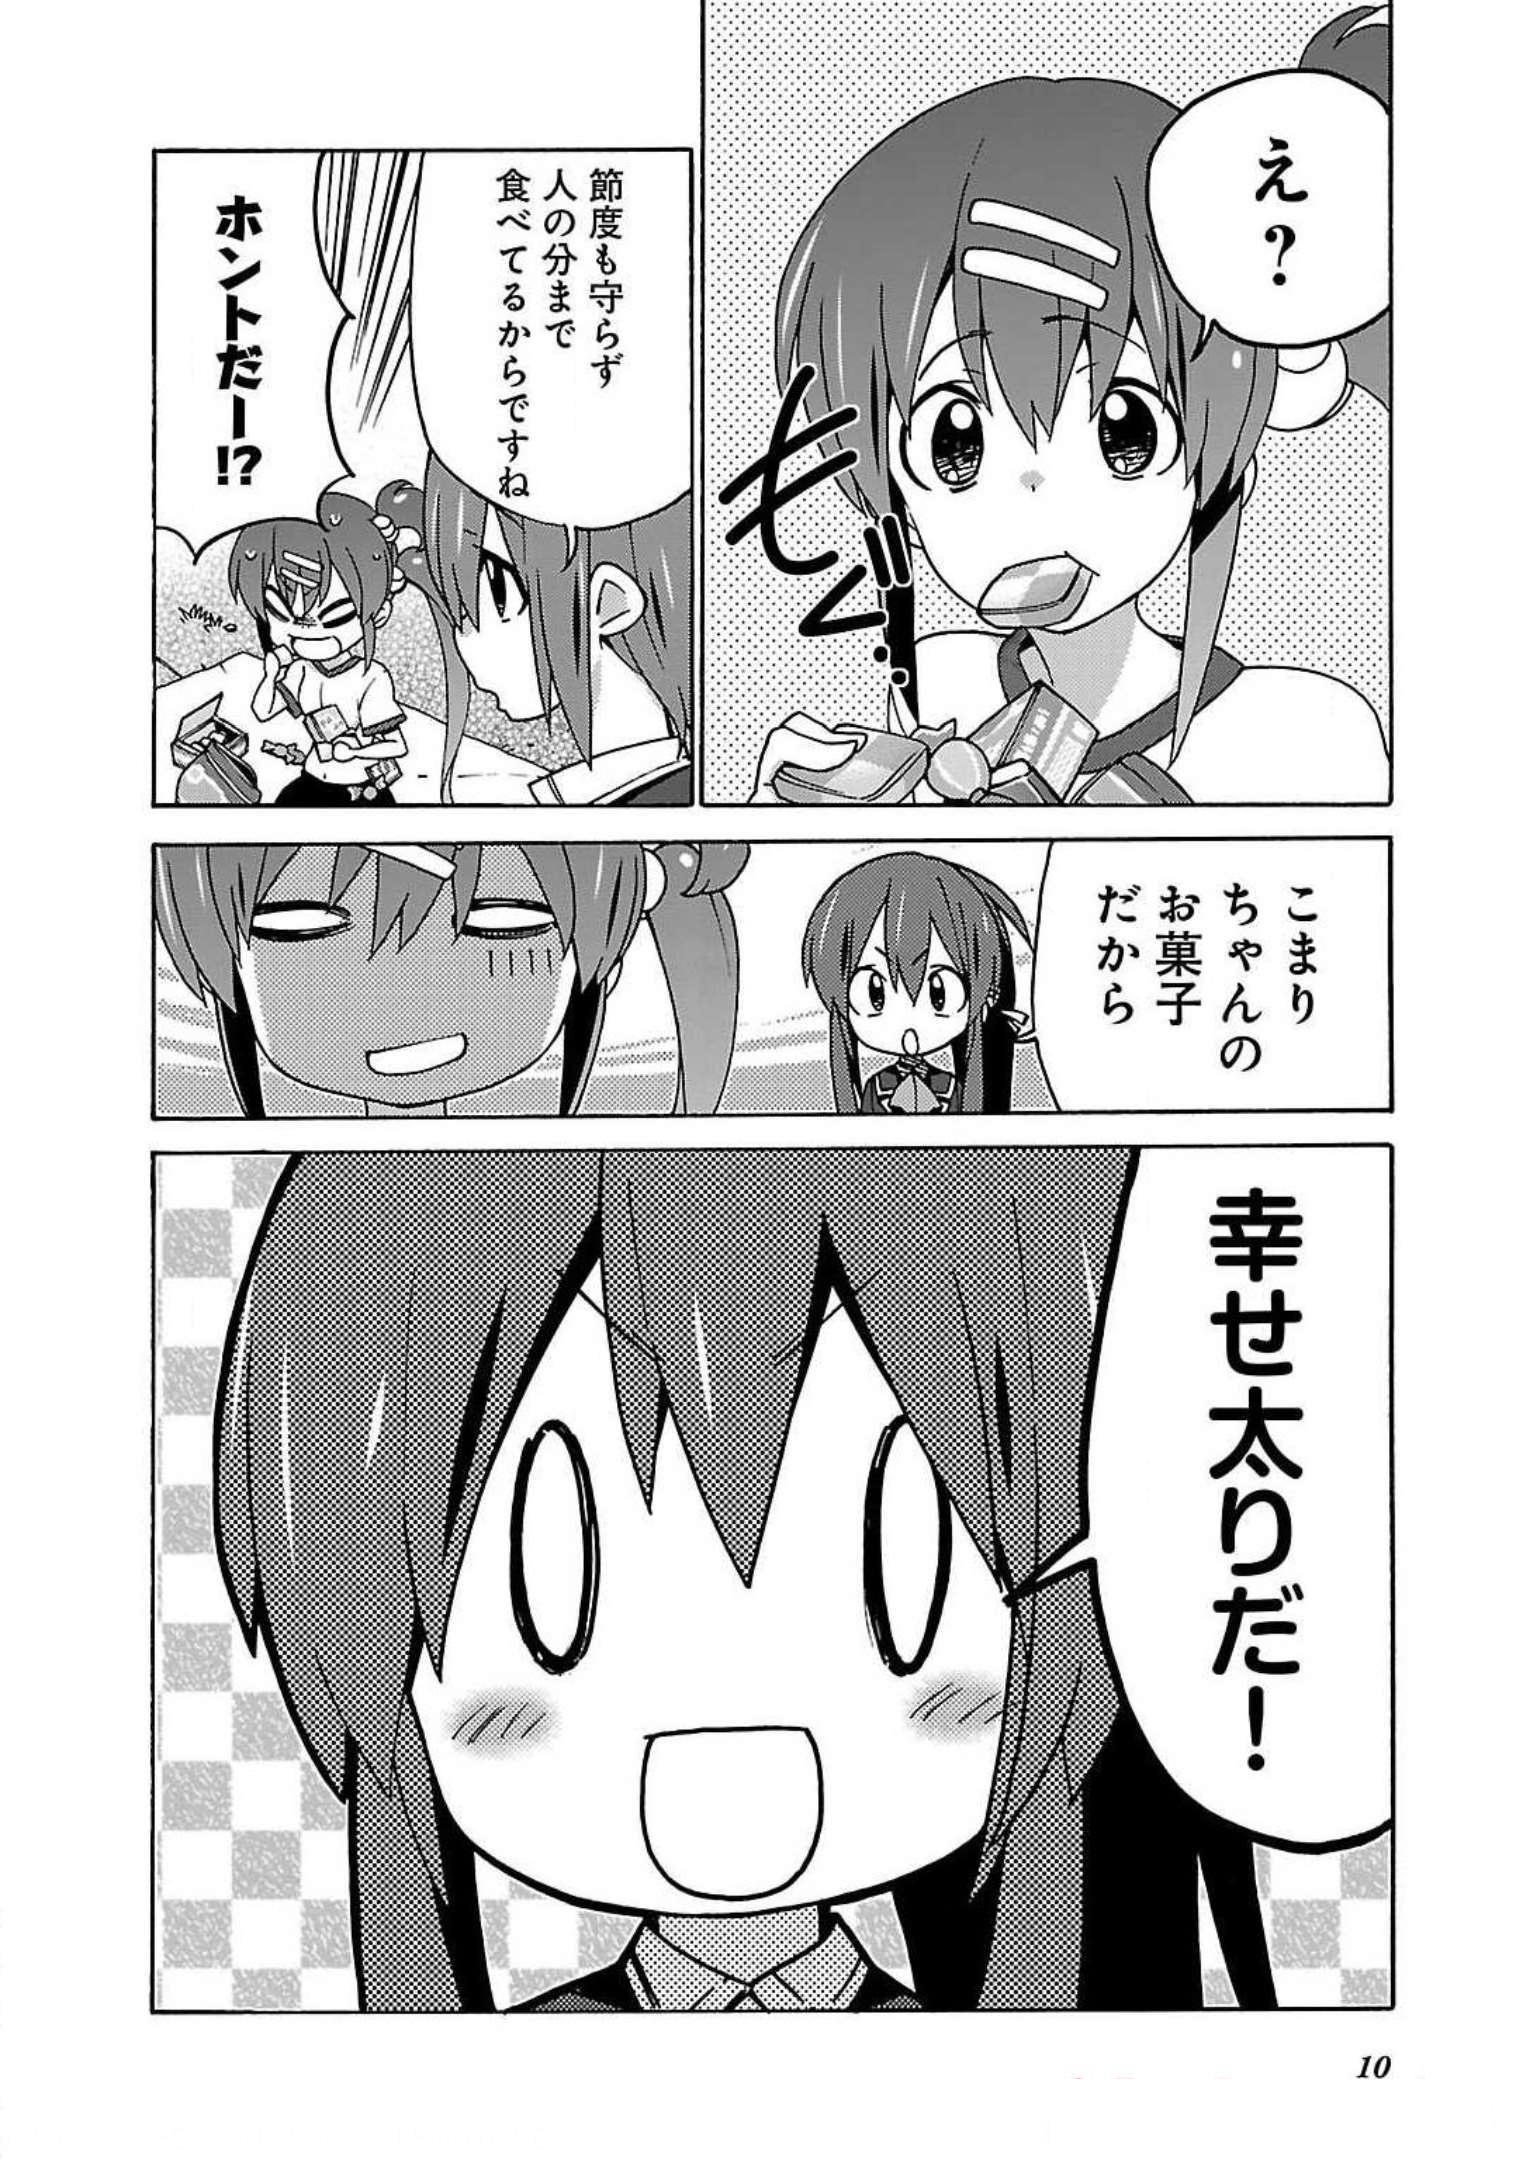 え?
モグ…
節度も守らず
人の分まで
食べてるからですね
ホントだー!?
こまり
ちゃんの
お菓子
だから
幸せ太りだ!
10